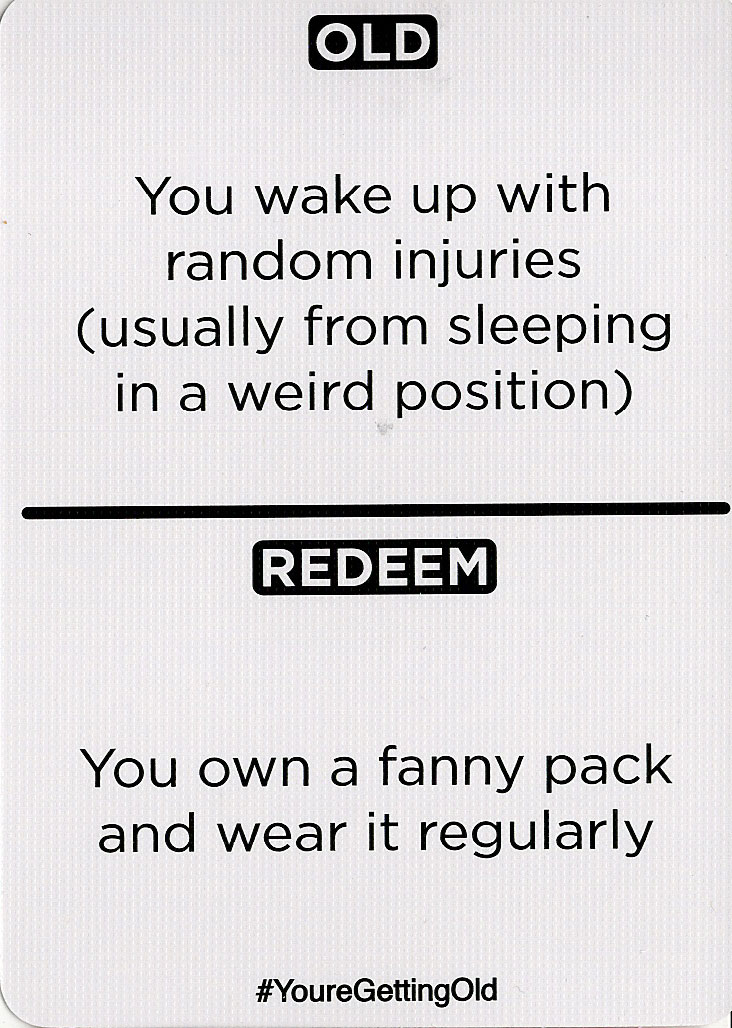 OLD
You wake up with
random injuries
(usually from sleeping
in a weird position)
REDEEM
You own a fanny pack
and wear it regularly
#YoureGettingOld